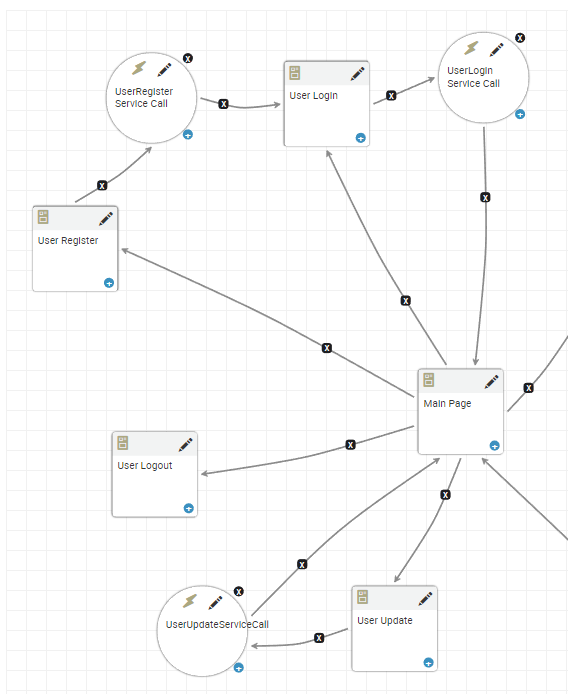 UserRegister
Service Call
User Login
UserLogin
Service Call
User Register
Main Page
User Logout
UserUpdateServiceCall
User Update